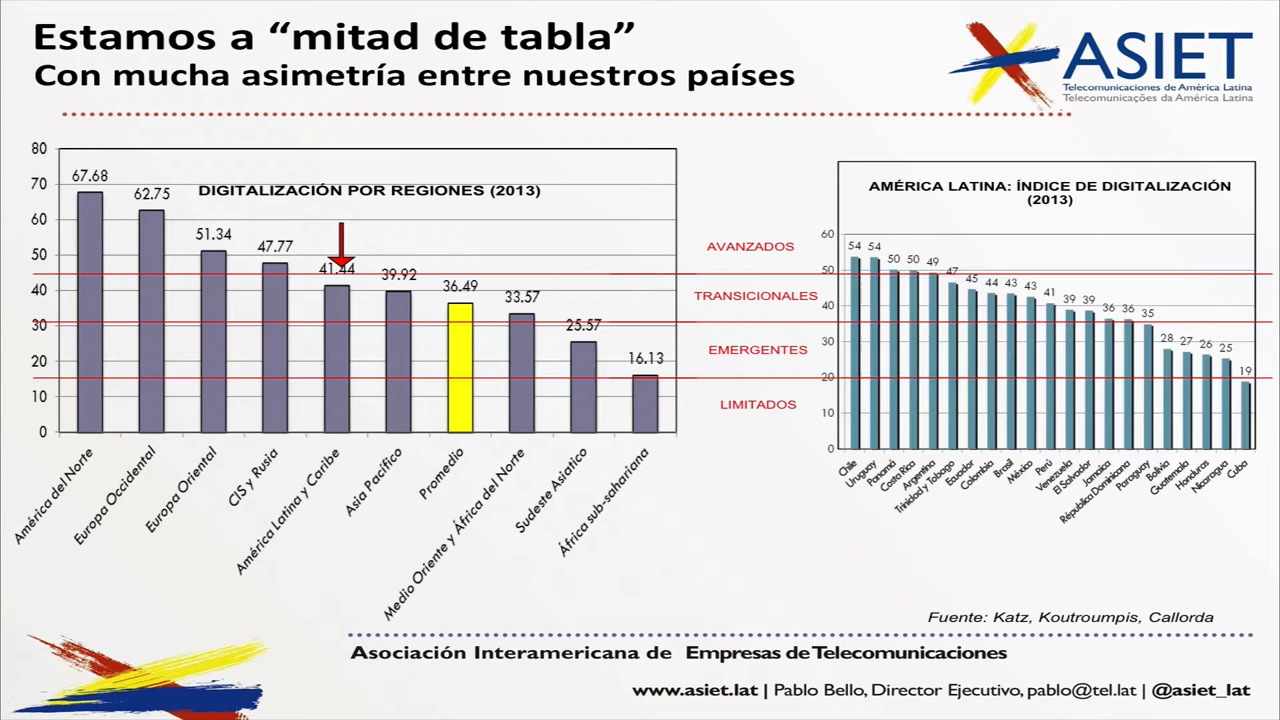 Estamos a “mitad de tabla”
Con mucha asimetría entre nuestros países
ASIET
Telecomunicaciones de América Latina
Telecomunicações da América Latina
DIGITALIZACIÓN POR REGIONES (2013)
80
70
60
50
40
30
20
10
0
67.68
62.75
51.34
47.77
41.44
39.92
36.49
33.57
25.57
16.13
América del Norte
Europa Occidental
Europa Oriental
CIS y Rusia
América Latina y Caribe
Asia Pacífico
Promedio
Medio Oriente y África del Norte
Sudeste Asiatico
África sub-sahariana
AVANZADOS
TRANSICIONALES
EMERGENTES
LIMITADOS
AMÉRICA LATINA: ÍNDICE DE DIGITALIZACIÓN
(2013)
60
50
40
30
20
10
0
54
54
50
50
49
47
45
44
43
43
41
39
39
36
36
35
28
27
26
25
19
Chile
Uruguay
Panamá
Costa Rica
Argentina
Trinidad y Tobago
Ecuador
Colombia
Brasil
México
Perú
Venezuela
El Salvador
Jamaica
Républica Dominicana
Paraguay
Bolivia
Guatemala
Honduras
Nicaragua
Cuba
Fuente: Katz, Koutroumpis, Callorda
Asociación Interamericana de Empresas de Telecomunicaciones
www.asiet.lat | Pablo Bello, Director Ejecutivo, pablo@tel.lat | @asiet_lat